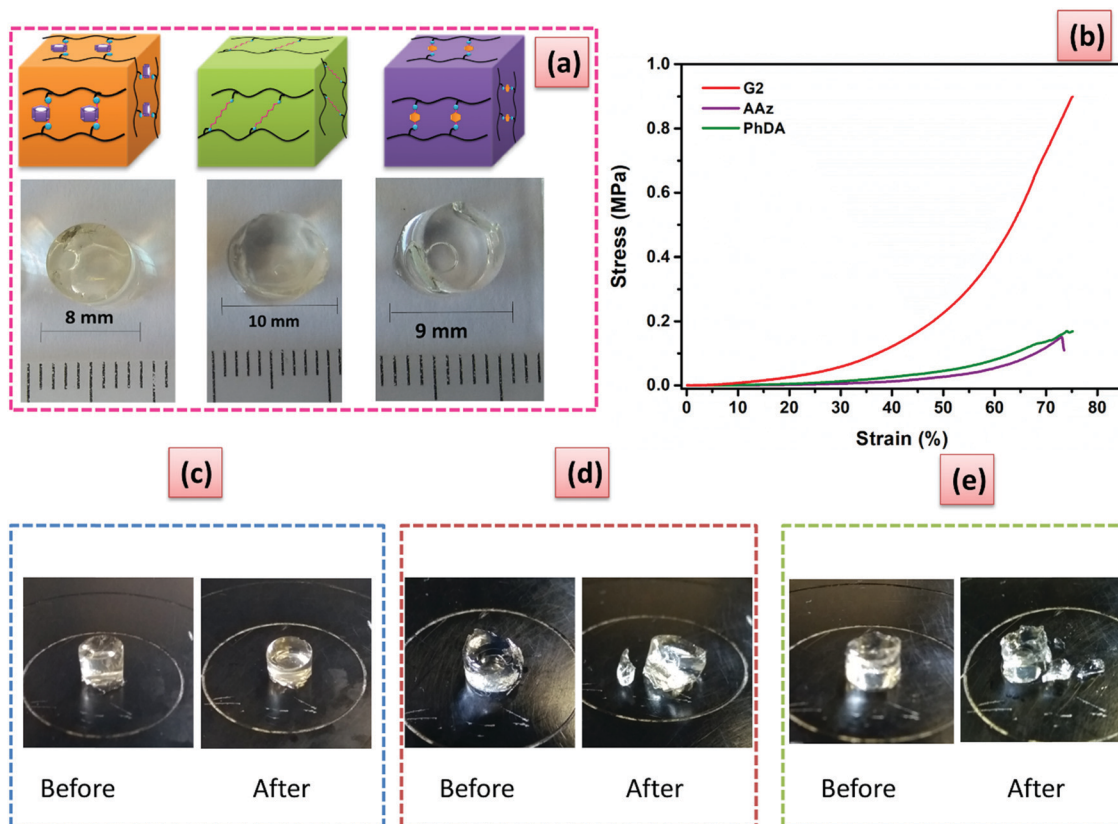 (a)
8 mm
10 mm
9 mm
(b)
1.0
0.8
0.6
0.4
0.2
0.0
Stress (MPa)
G2
AAz
PhDA
0 10 20 30 40 50 60 70 80
Strain (%)
(c)
(d)
(e)
Before After
Before After
Before After